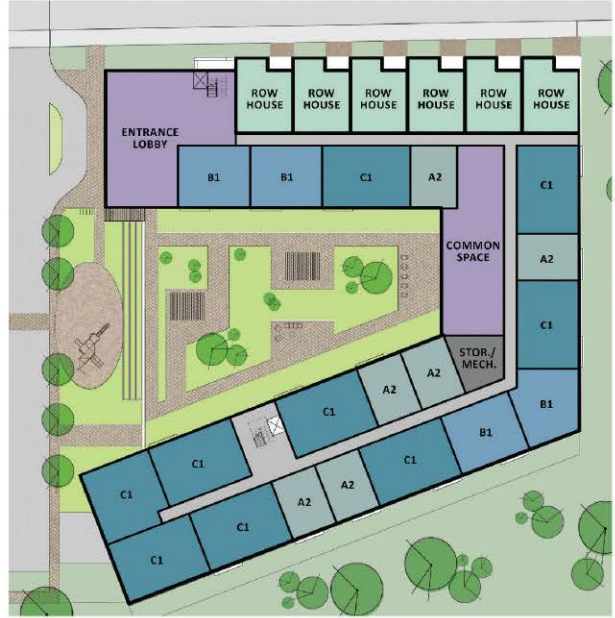 ROW
HOUSE
ROW
HOUSE
ROW
HOUSE
ROW
HOUSE
ROW
HOUSE
ROW
HOUSE
ENTRANCE
LOBBY
B1
B1
C1
A2
C1
COMMON
SPACE
A2
C1
STOR./
MECH.
A2
A2
C1
B1
B1
C1
C1
C1
A2
A2
C1
C1